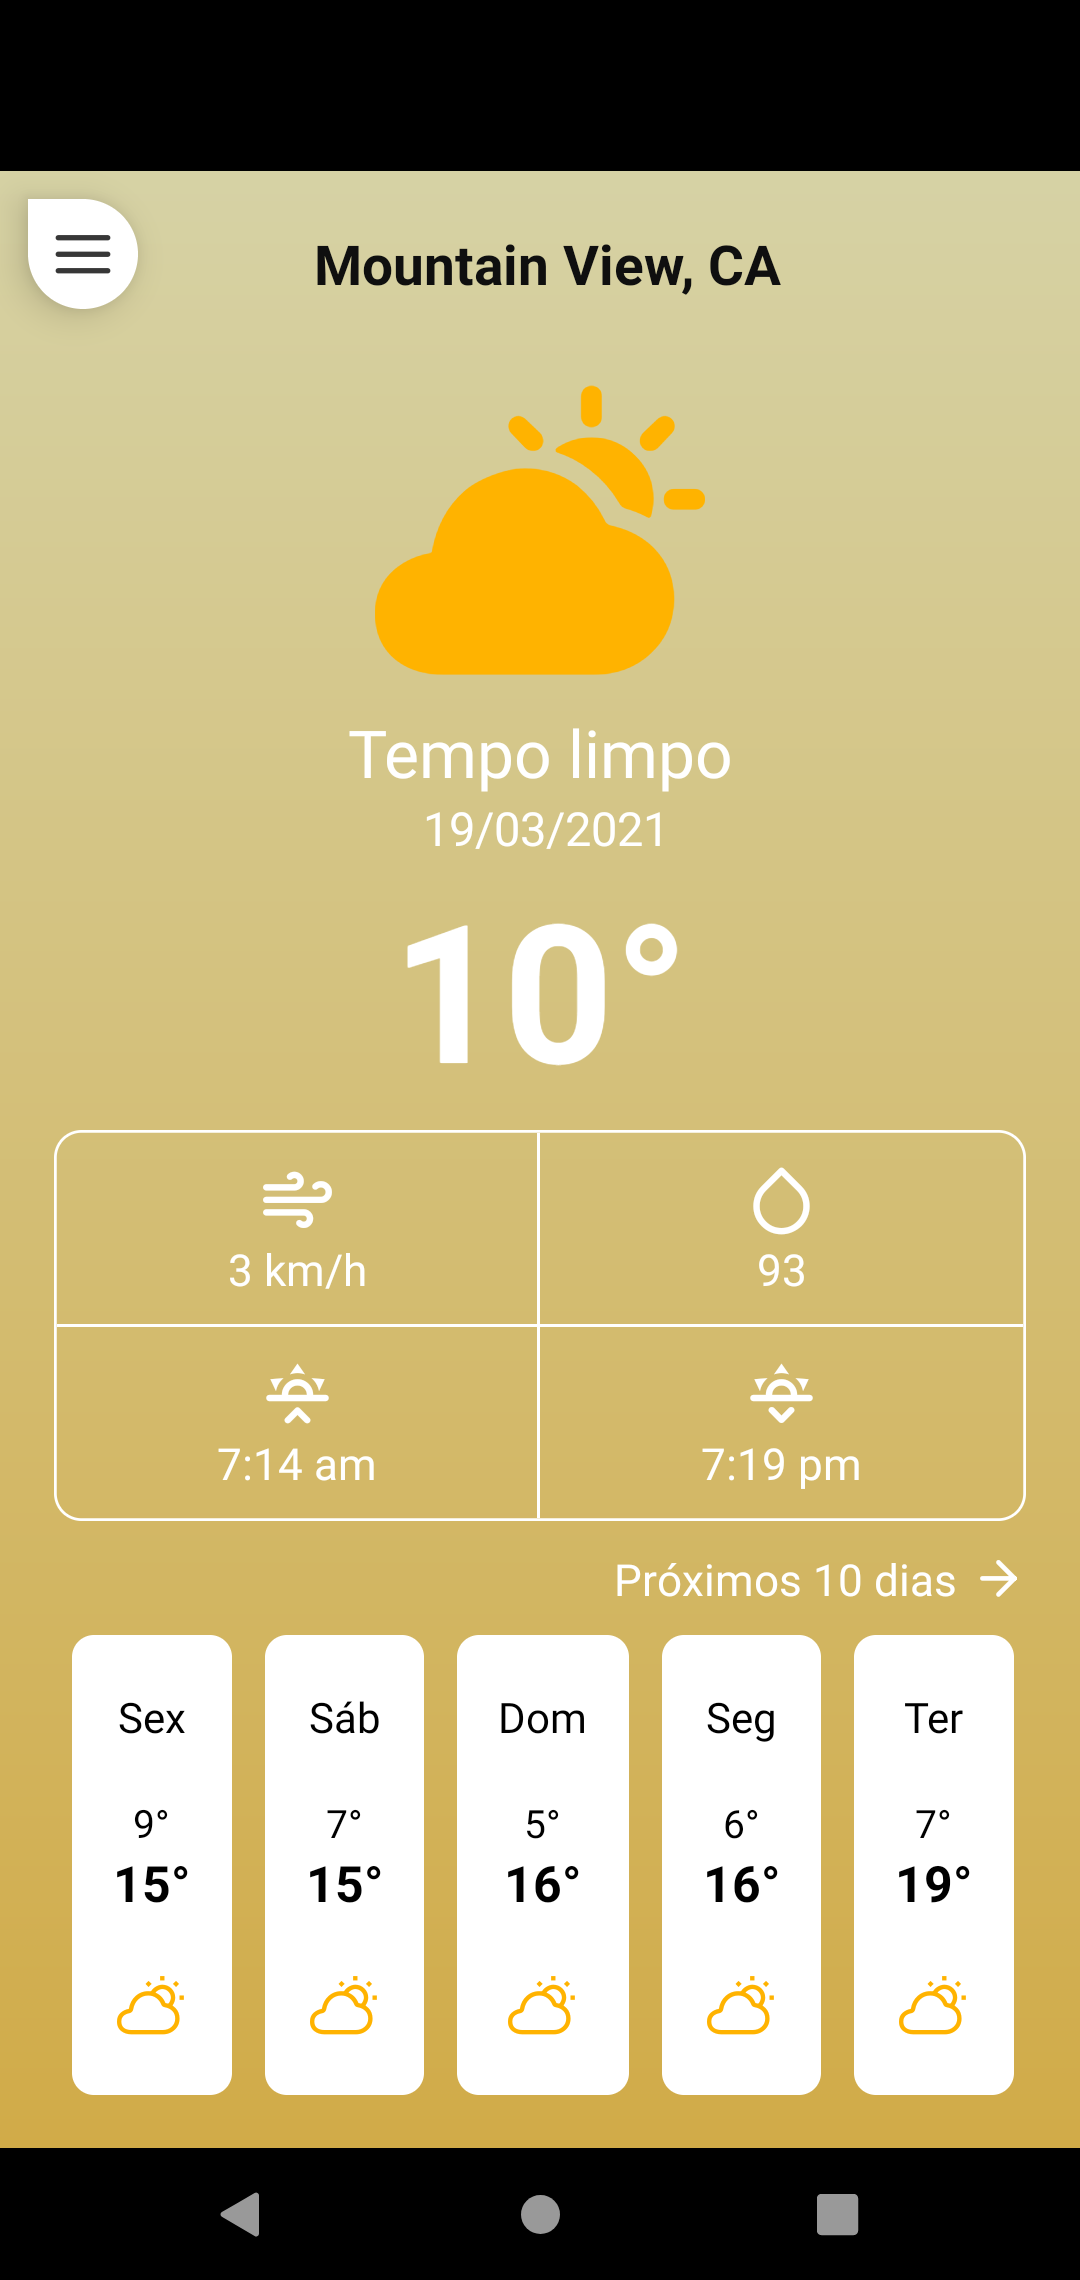 Mountain View, CA
Tempo limpo
19/03/2021
10°
3 km/h
93
7:14 am
7:19 pm
Próximos 10 dias
Sex
Sáb
Dom
Seg
Ter
9°
7°
5°
6°
7°
15°
15°
16°
16°
19°